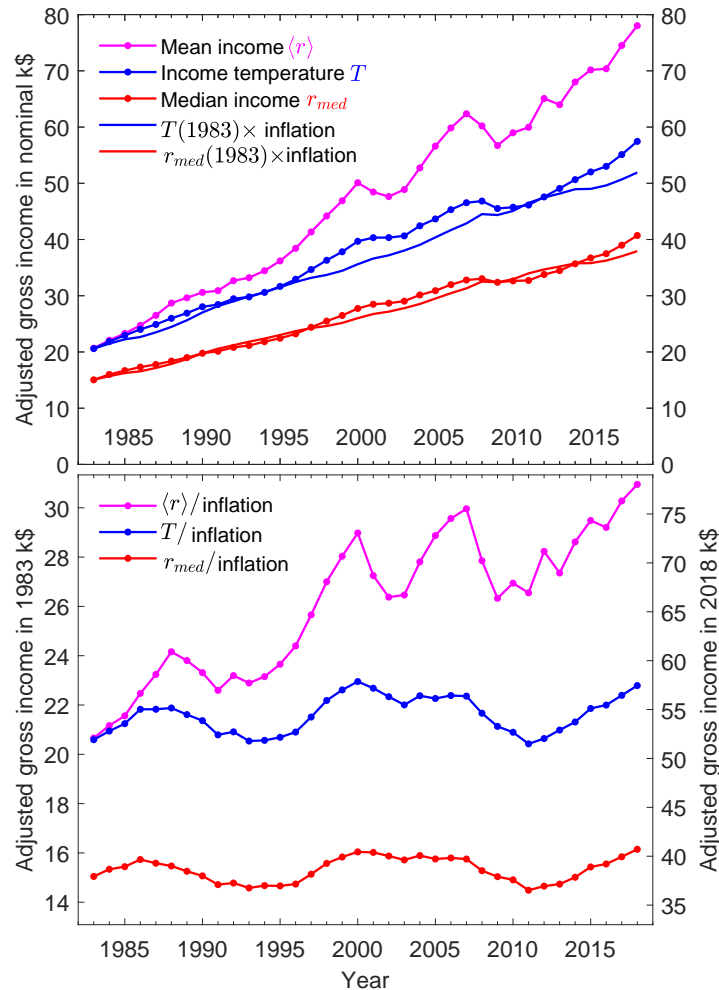 Adjusted gross income in nominal k$
80
70
60
50
40
30
20
10
0
Mean income ⟨r⟩
Income temperature T
Median income r_med
T(1983)× inflation
r_med(1983)×inflation
80
70
60
50
40
30
20
10
0
1985 1990 1995 2000 2005 2010 2015
Adjusted gross income in 1983 k$
30
28
26
24
22
20
18
16
14
⟨r⟩/inflation
T/inflation
r_med/inflation
75
70
65
60
55
50
45
40
35
Adjusted gross income in 2018 k$
1985 1990 1995 2000 2005 2010 2015
Year